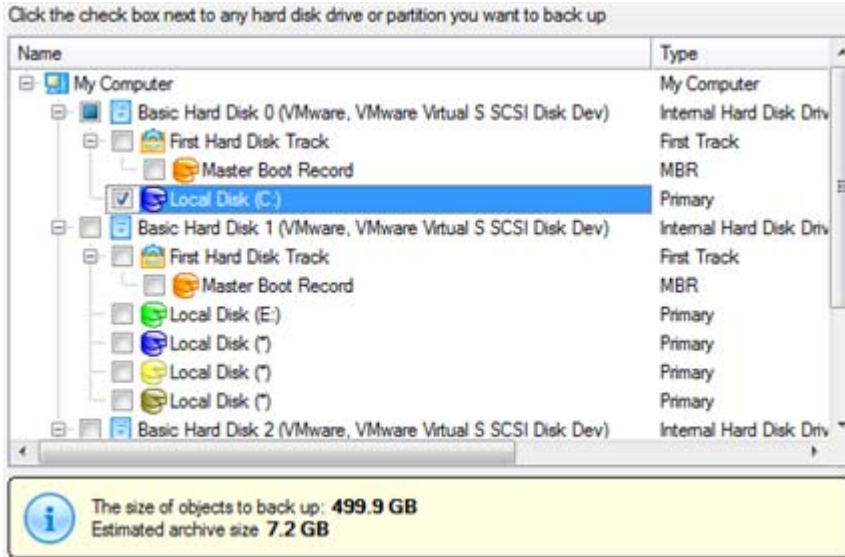 Click the check box next to any hard disk drive or partition you want to back up
Name Type
My Computer My Computer
Basic Hard Disk 0 (VMware, VMware Virtual S SCSI Disk Dev) Internal Hard Disk Driv
First Hard Disk Track First Track
Master Boot Record MBR
Local Disk (C:) Primary
Basic Hard Disk 1 (VMware, VMware Virtual S SCSI Disk Dev) Internal Hard Disk Driv
First Hard Disk Track First Track
Master Boot Record MBR
Local Disk (E:) Primary
Local Disk (*) Primary
Local Disk (*) Primary
Local Disk (*) Primary
Basic Hard Disk 2 (VMware, VMware Virtual S SCSI Disk Dev) Internal Hard Disk Driv
The size of objects to back up: 499.9 GB
Estimated archive size 7.2 GB